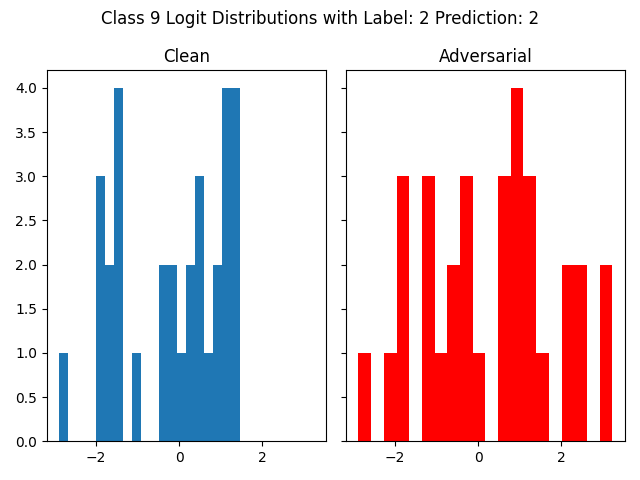 Class 9 Logit Distributions with Label: 2 Prediction: 2
Clean
Adversarial
4.0
3.5
3.0
2.5
2.0
1.5
1.0
0.5
0.0
−2 0 2
−2 0 2